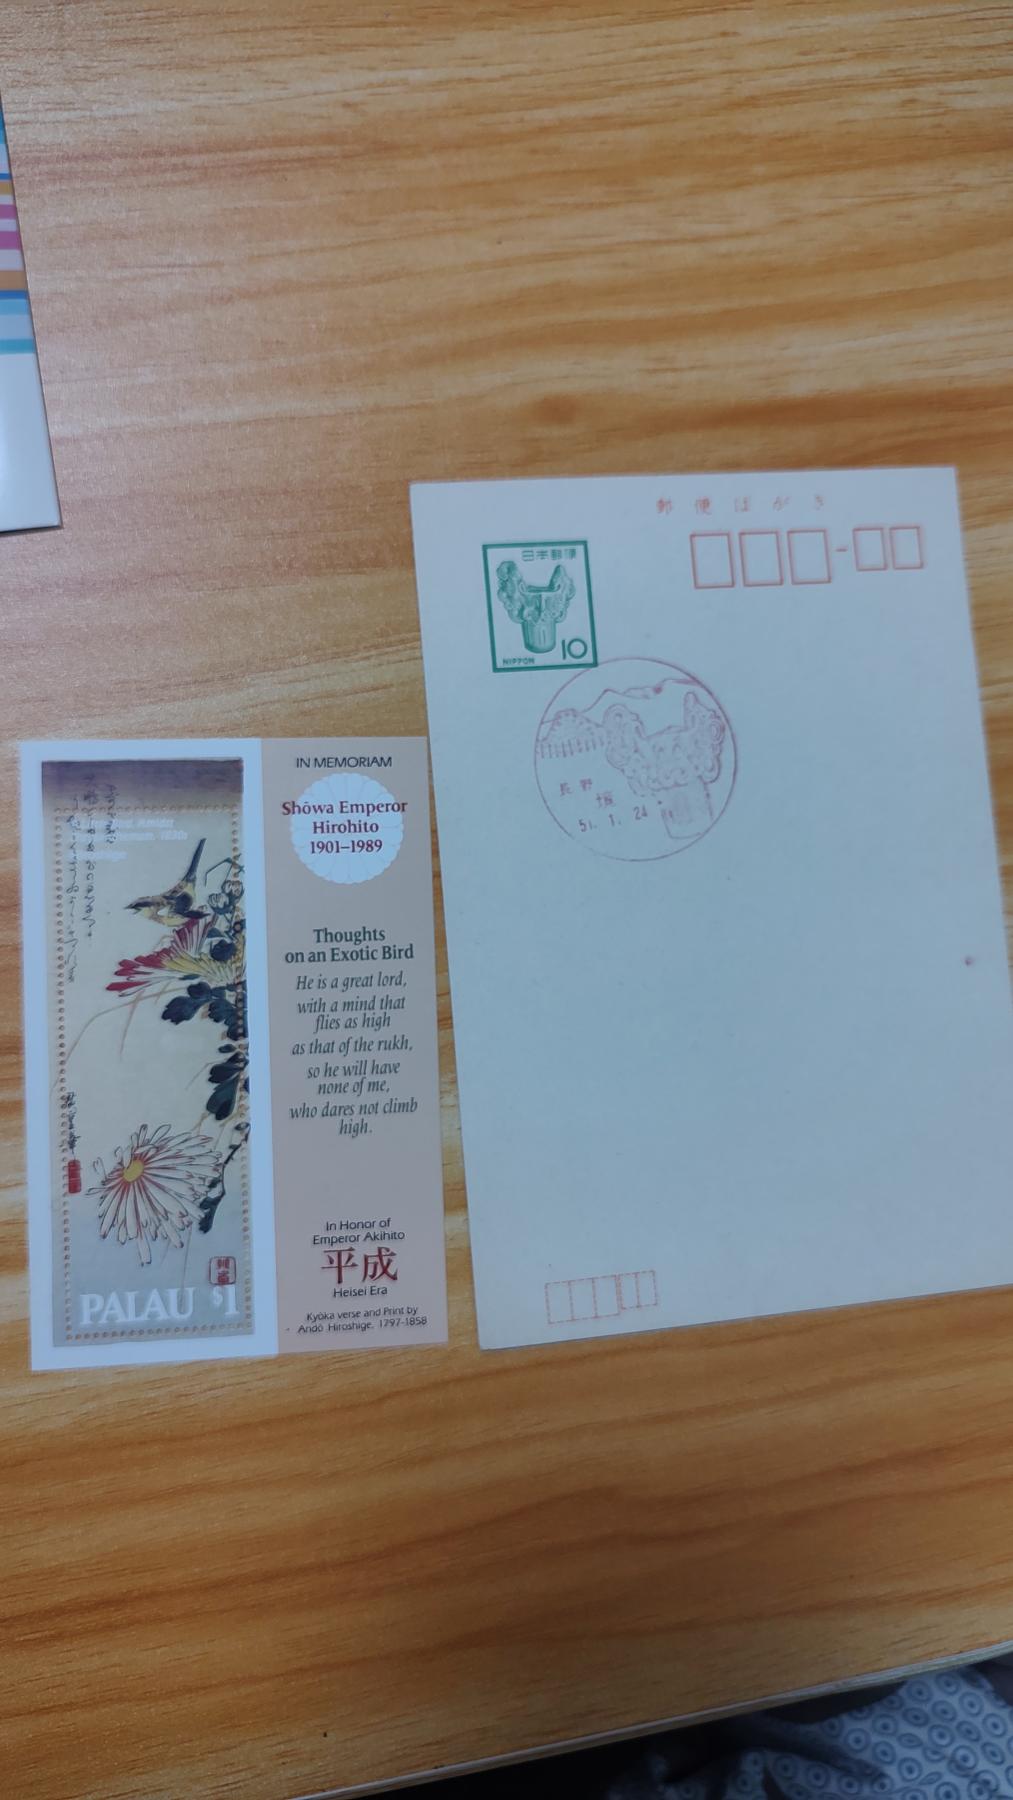 郵便はがき
日本郵便
10
NIPPON
長野
境
51.1.24
IN MEMORIAM
Shōwa Emperor
Hirohito
1901–1989
Thoughts
on an Exotic Bird
He is a great lord,
with a mind that
flies as high
as that of the rukh,
so he will have
none of me,
who dares not climb
high.
In Honor of
Emperor Akihito
平成
Heisei Era
Kyōka verse and Print by
Andō Hiroshige, 1797-1858
PALAU $1